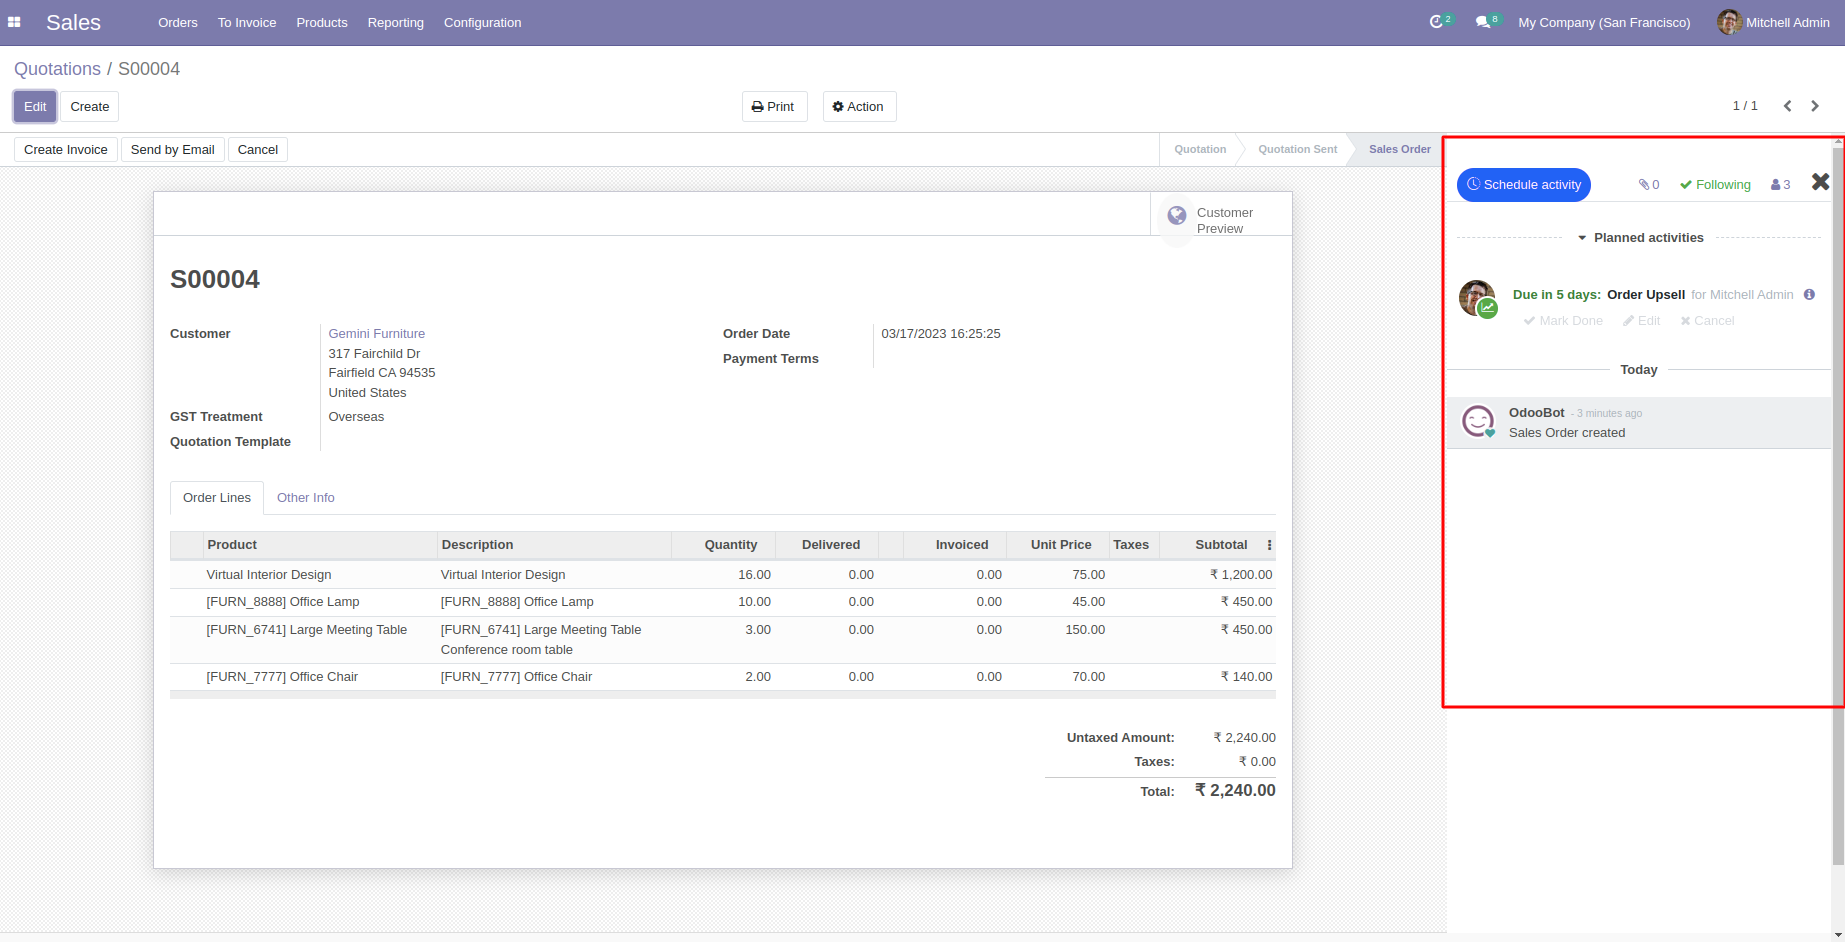 Sales Orders To Invoice Products Reporting Configuration 2 8 My Company (San Francisco) Mitchell Admin
Quotations / S00004
Edit Create Print Action 1 / 1
Create Invoice Send by Email Cancel Quotation Quotation Sent Sales Order
Schedule activity 0 Following 3
Customer
Preview
Planned activities
S00004
Due in 5 days: Order Upsell for Mitchell Admin
Mark Done Edit Cancel
Customer Gemini Furniture
317 Fairchild Dr
Fairfield CA 94535
United States
GST Treatment Overseas
Quotation Template
Order Date 03/17/2023 16:25:25
Payment Terms
Today
OdooBot - 3 minutes ago
Sales Order created
Order Lines Other Info
Product Description Quantity Delivered Invoiced Unit Price Taxes Subtotal
Virtual Interior Design Virtual Interior Design 16.00 0.00 0.00 75.00 ₹ 1,200.00
[FURN_8888] Office Lamp [FURN_8888] Office Lamp 10.00 0.00 0.00 45.00 ₹ 450.00
[FURN_6741] Large Meeting Table [FURN_6741] Large Meeting Table 3.00 0.00 0.00 150.00 ₹ 450.00
Conference room table
[FURN_7777] Office Chair [FURN_7777] Office Chair 2.00 0.00 0.00 70.00 ₹ 140.00
Untaxed Amount: ₹ 2,240.00
Taxes: ₹ 0.00
Total: ₹ 2,240.00